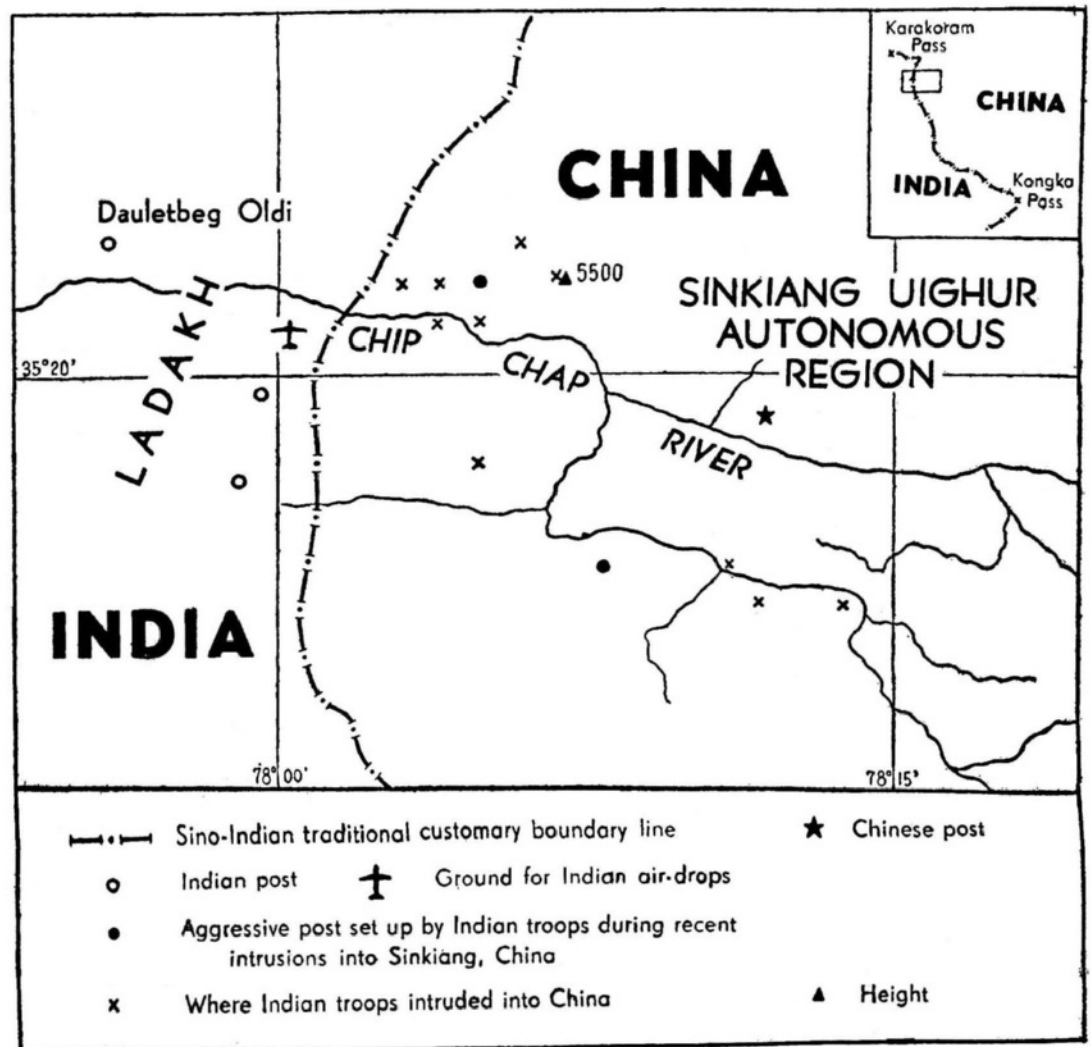 Karakoram
Pass
CHINA
INDIA
Kongka
Pass
CHINA
Dauletbeg Oldi
5500
LADAKH
SINKIANG UIGHUR
AUTONOMOUS
REGION
CHIP
CHAP
RIVER
35°20'
INDIA
78°00'
78°15'
Sino-Indian traditional customary boundary line
Chinese post
Indian post
Ground for Indian air-drops
Aggressive post set up by Indian troops during recent
intrusions into Sinkiang, China
Where Indian troops intruded into China
Height